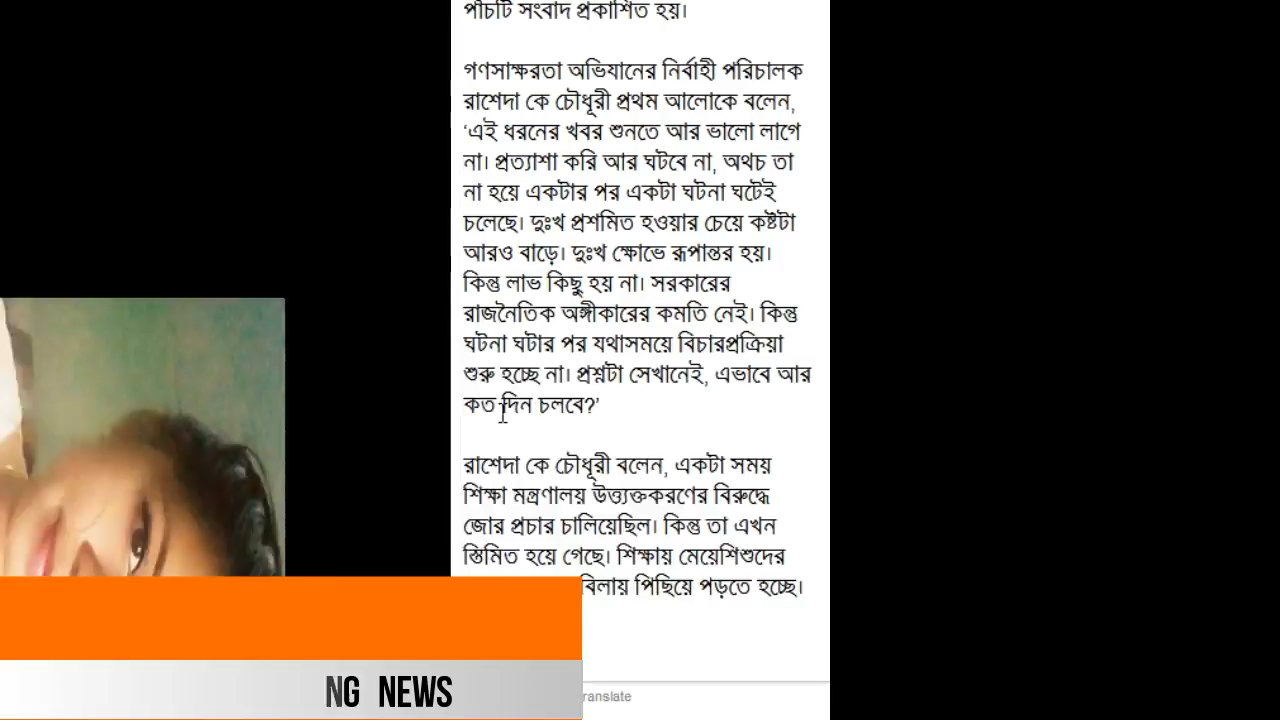 পাঁচটি সংবাদ প্রকাশিত হয়।
গণসাক্ষরতা অভিযানের নির্বাহী পরিচালক
রাশেদা কে চৌধূরী প্রথম আলোকে বলেন,
‘এই ধরনের খবর শুনতে আর ভালো লাগে
না। প্রত্যাশা করি আর ঘটবে না, অথচ তা
না হয়ে একটার পর একটা ঘটনা ঘটেই
চলেছে। দুঃখ প্রশমিত হওয়ার চেয়ে কষ্টটা
আরও বাড়ে। দুঃখ ক্ষোভে রূপান্তর হয়।
কিন্তু লাভ কিছু হয় না। সরকারের
রাজনৈতিক অঙ্গীকারের কমতি নেই। কিন্তু
ঘটনা ঘটার পর যথাসময়ে বিচারপ্রক্রিয়া
শুরু হচ্ছে না। প্রশ্নটা সেখানেই, এভাবে আর
কত দিন চলবে?’
রাশেদা কে চৌধূরী বলেন, একটা সময়
শিক্ষা মন্ত্রণালয় উত্ত্যক্তকরণের বিরুদ্ধে
জোর প্রচার চালিয়েছিল। কিন্তু তা এখন
স্তিমিত হয়ে গেছে। শিক্ষায় মেয়েশিশুদের
বিলায় পিছিয়ে পড়তে হচ্ছে।
NG NEWS
ranslate